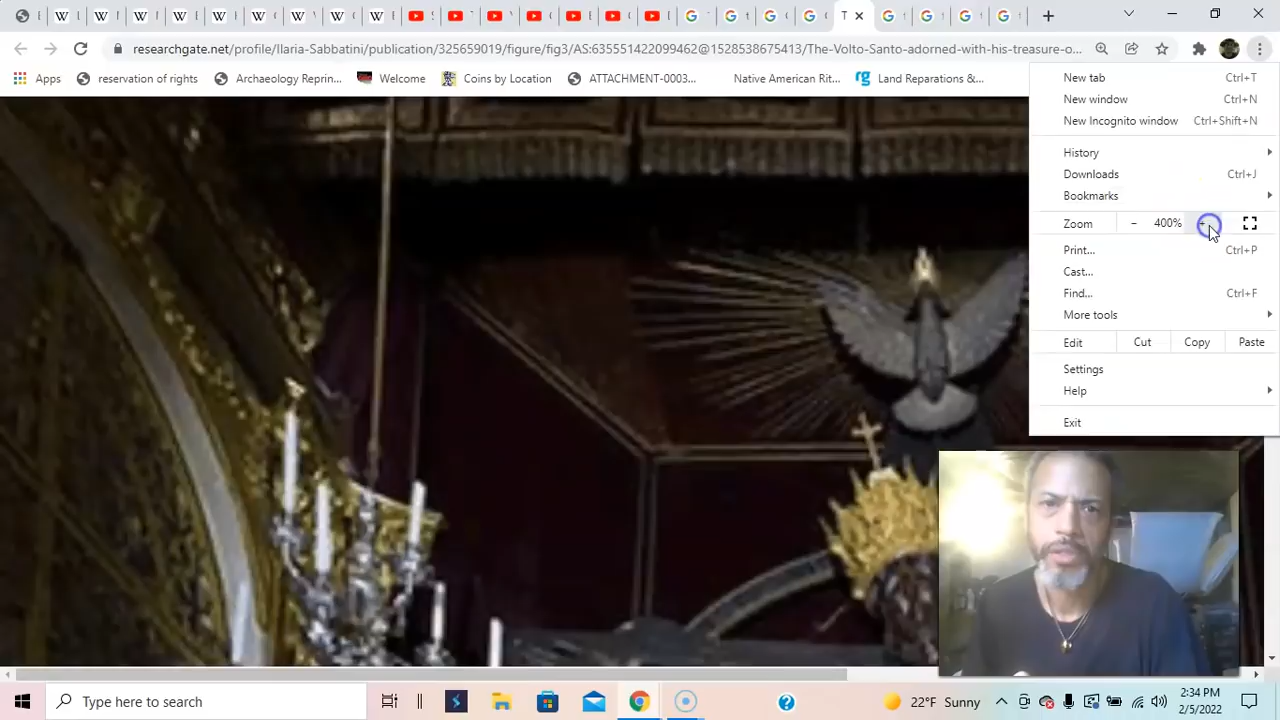 T
researchgate.net/profile/Ilaria-Sabbatini/publication/325659019/figure/fig3/AS:635551422099462@1528538675413/The-Volto-Santo-adorned-with-his-treasure-o...
Apps
reservation of rights
Archaeology Reprin...
Welcome
Coins by Location
ATTACHMENT-0003...
Native American Rit...
Land Reparations &...
New tab Ctrl+T
New window Ctrl+N
New Incognito window Ctrl+Shift+N
History
Downloads Ctrl+J
Bookmarks
Zoom − 400% +
Print... Ctrl+P
Cast...
Find... Ctrl+F
More tools
Edit Cut Copy Paste
Settings
Help
Exit
Type here to search
22°F Sunny
2:34 PM
2/5/2022